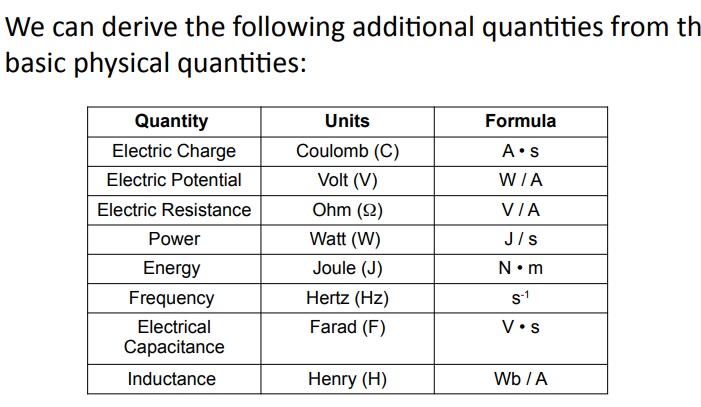 We can derive the following additional quantities from th
basic physical quantities:
Quantity Units Formula
Electric Charge Coulomb (C) A • s
Electric Potential Volt (V) W / A
Electric Resistance Ohm (Ω) V / A
Power Watt (W) J / s
Energy Joule (J) N • m
Frequency Hertz (Hz) s⁻¹
Electrical Farad (F) V • s
Capacitance
Inductance Henry (H) Wb / A